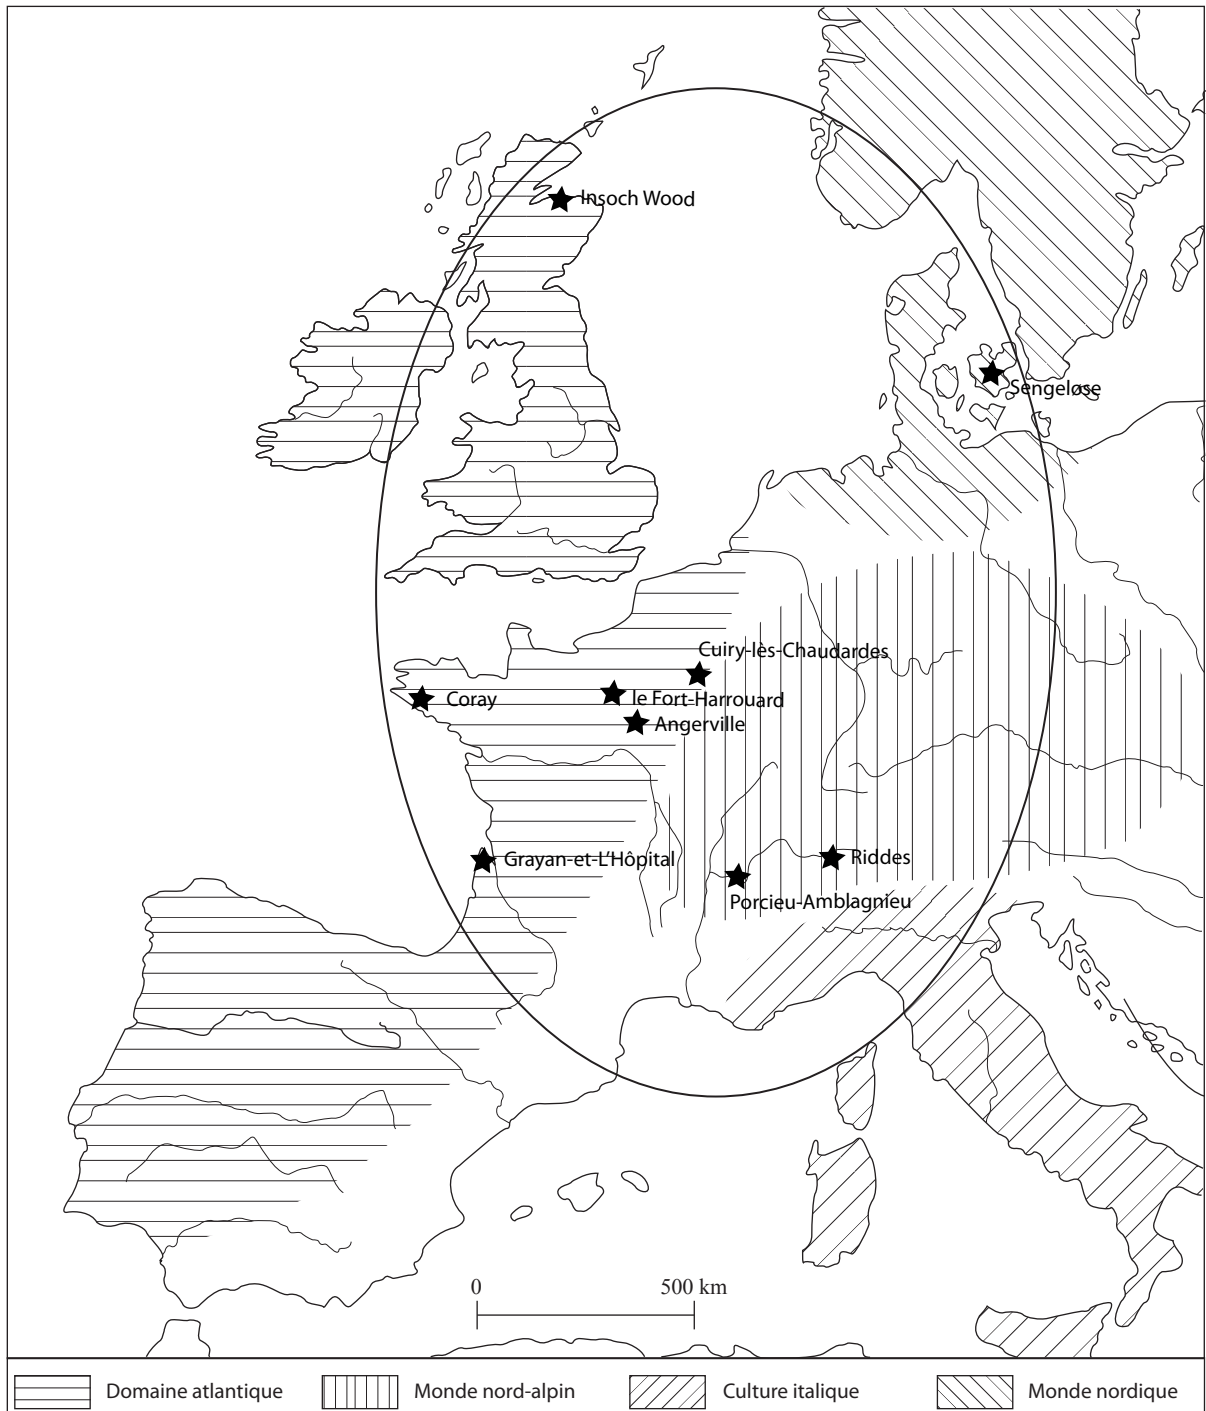 Insoch Wood
Sengeløse
Cuiry-lès-Chaudardes
le Fort-Harrouard
Coray
Angerville
Grayan-et-L'Hôpital
Riddes
Porcieu-Amblagnieu
0 500 km
Domaine atlantique Monde nord-alpin Culture italique Monde nordique